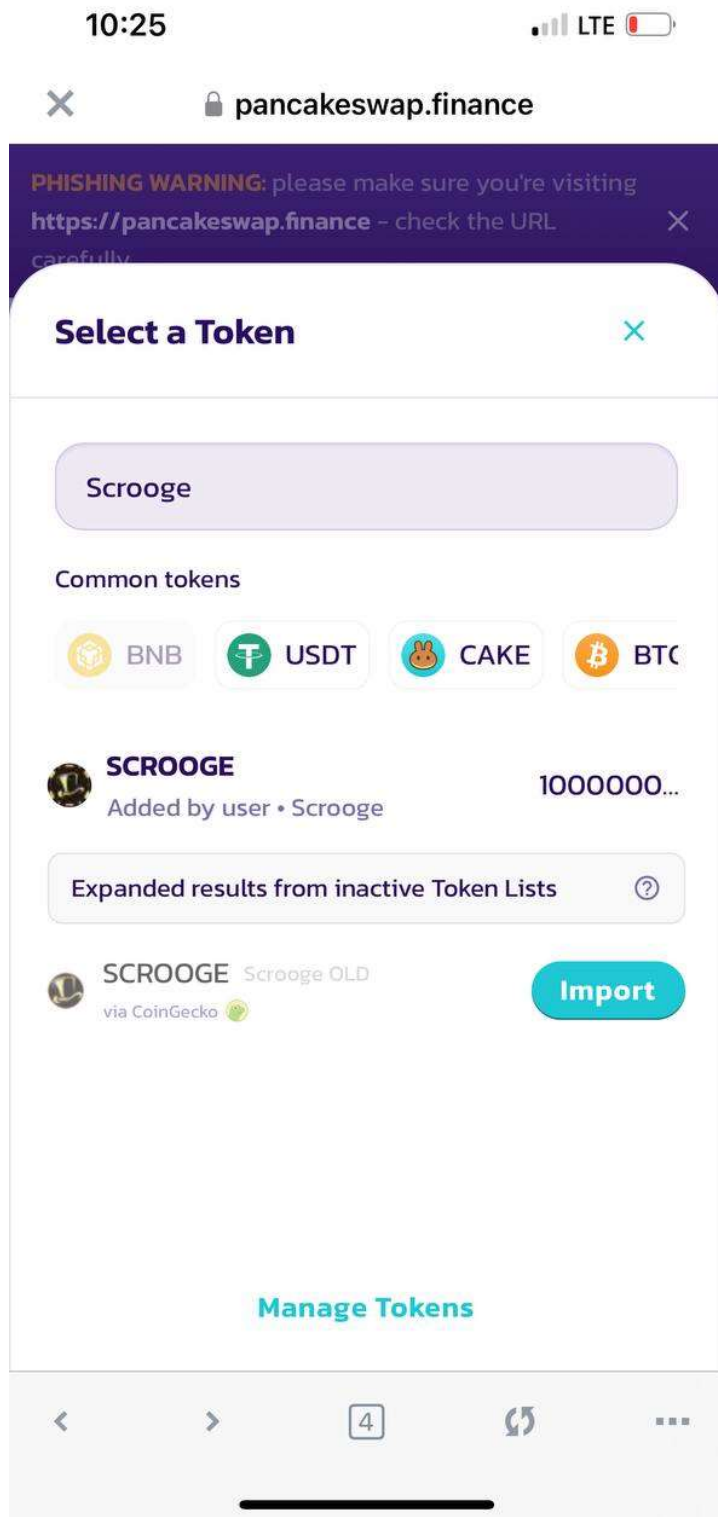 10:25
LTE
pancakeswap.finance
PHISHING WARNING: please make sure you're visiting
https://pancakeswap.finance - check the URL
carefully
Select a Token
Scrooge
Common tokens
BNB USDT CAKE BTC
SCROOGE
1000000...
Added by user • Scrooge
Expanded results from inactive Token Lists
SCROOGE Scrooge OLD
via CoinGecko
Import
Manage Tokens
4